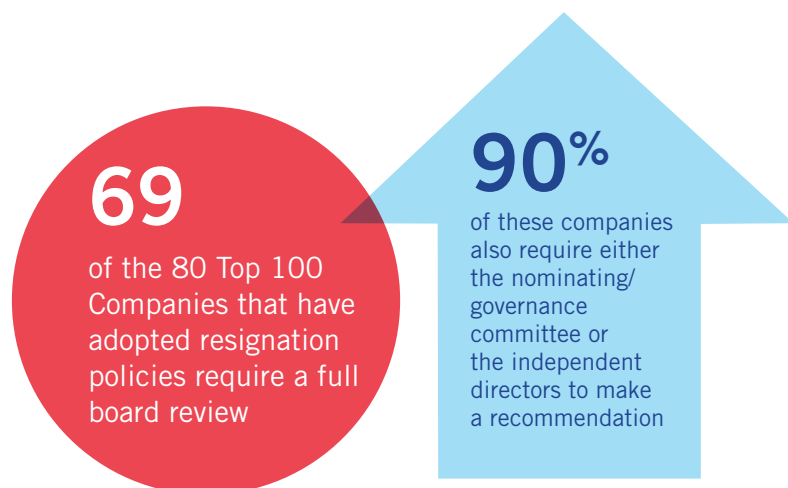 69
of the 80 Top 100
Companies that have
adopted resignation
policies require a full
board review
90%
of these companies
also require either
the nominating/
governance
committee or
the independent
directors to make
a recommendation